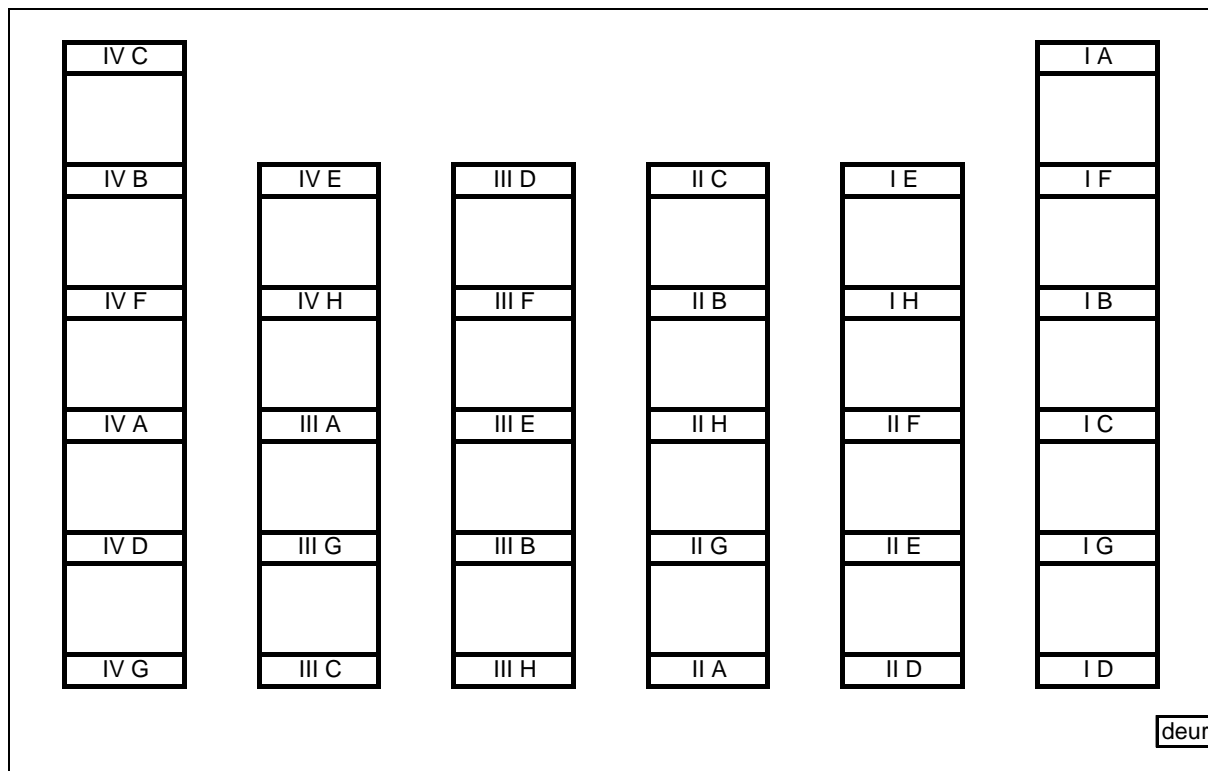 IV C I A
IV B IV E III D II C I E I F
IV F IV H III F II B I H I B
IV A III A III E II H II F I C
IV D III G III B II G II E I G
IV G III C III H II A II D I D
deur